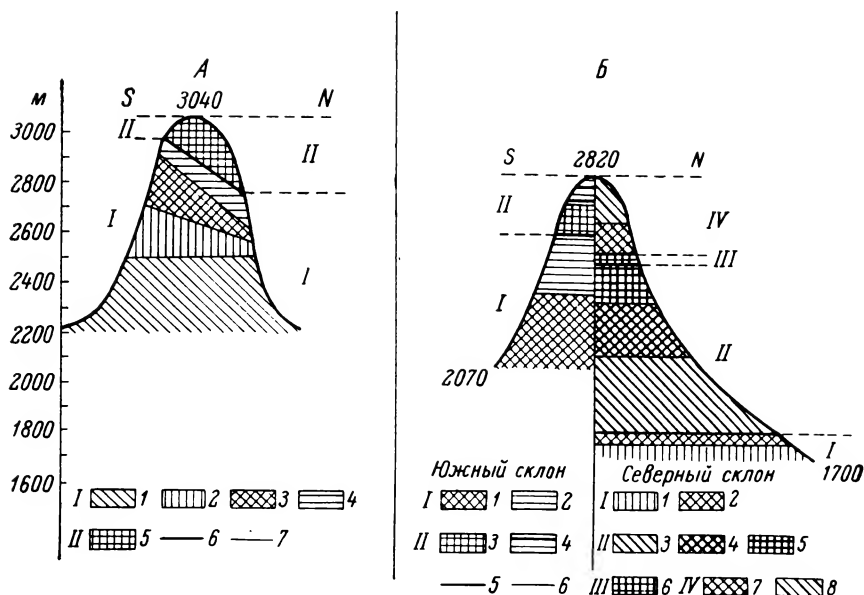 А
м
S 3040 N
3000
II
II
2800
2600
I
2400
I
2200
2000
1800
1600
I 1 2 3 4
II 5 6 7
Б
S 2820 N
II
IV
III
I
II
2070
I
1700
Южный склон
I 1 2
II 3 4
5 6
Северный склон
I 1 2
II 3 4 5
III 6 IV 7 8